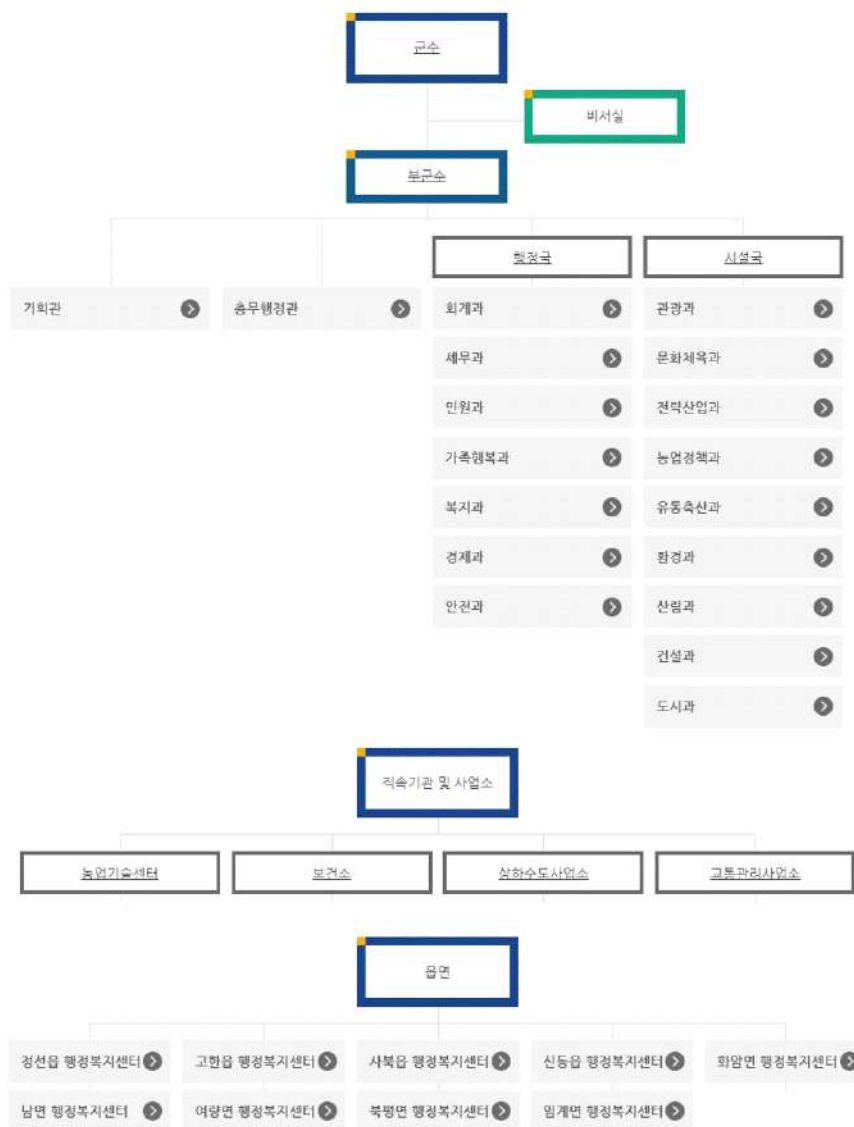 군수
비서실
부군수
행정국 시설국
기획관 총무행정관 회계과 관광과
세무과 문화체육과
민원과 전략산업과
가족행복과 농업정책과
복지과 유통축산과
경제과 환경과
안전과 산림과
건설과
도시과
직속기관 및 사업소
농업기술센터 보건소 상하수도사업소 교통관리사업소
읍면
정선읍 행정복지센터 고한읍 행정복지센터 사북읍 행정복지센터 신동읍 행정복지센터 화암면 행정복지센터
남면 행정복지센터 여량면 행정복지센터 북평면 행정복지센터 임계면 행정복지센터